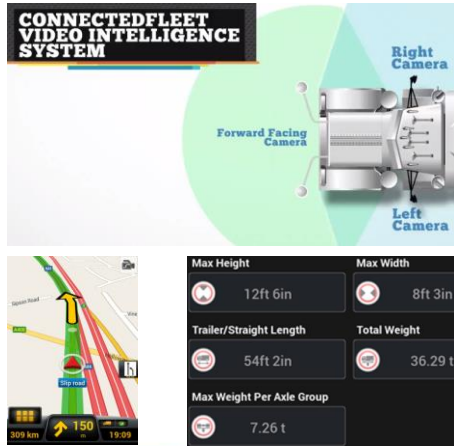 CONNECTEDFLEET
VIDEO INTELLIGENCE
SYSTEM
Right
Camera
Forward Facing
Camera
Left
Camera
Slip road
309 km
150
m
19:09
Max Height
Max Width
12ft 6in
8ft 3in
Trailer/Straight Length
Total Weight
54ft 2in
36.29 t
Max Weight Per Axle Group
7.26 t